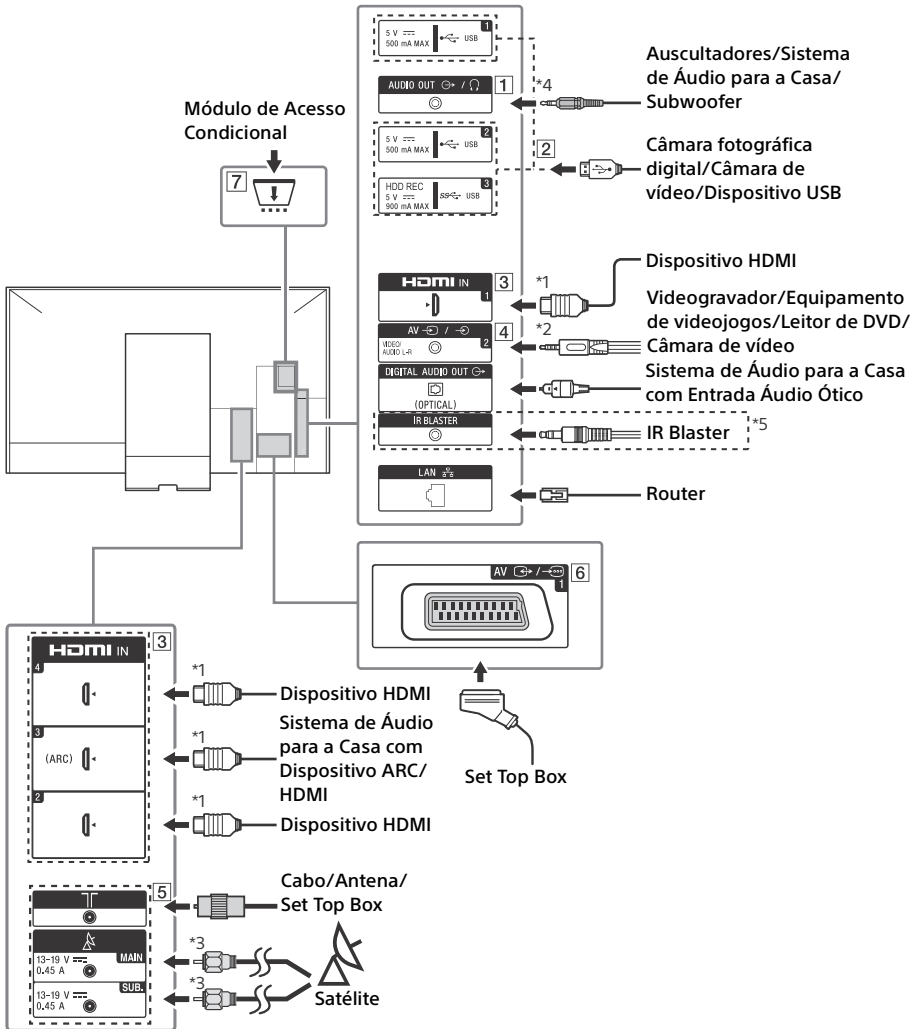 5 V
500 mA MAX
USB
1
AUDIO OUT /
1
*4
Auscultadores/Sistema
de Áudio para a Casa/
Subwoofer
5 V
500 mA MAX
USB
2
2
HDD REC
5 V
900 mA MAX
SS
USB
3
Câmara fotográfica
digital/Câmara de
vídeo/Dispositivo USB
Módulo de Acesso
Condicional
7
HDMI IN
1
3
*1
Dispositivo HDMI
AV /
VIDEO/
AUDIO L-R
2
4
*2
Videogravador/Equipamento
de videojogos/Leitor de DVD/
Câmara de vídeo
DIGITAL AUDIO OUT
(OPTICAL)
Sistema de Áudio para a Casa
com Entrada Áudio Ótico
IR BLASTER
IR Blaster
*5
LAN
Router
AV /
1
6
Set Top Box
HDMI IN
3
4
*1
Dispositivo HDMI
3
(ARC)
*1
Sistema de Áudio
para a Casa com
Dispositivo ARC/
HDMI
2
*1
Dispositivo HDMI
5
Cabo/Antena/
Set Top Box
13-19 V
0.45 A
MAIN
*3
13-19 V
0.45 A
SUB.
*3
Satélite